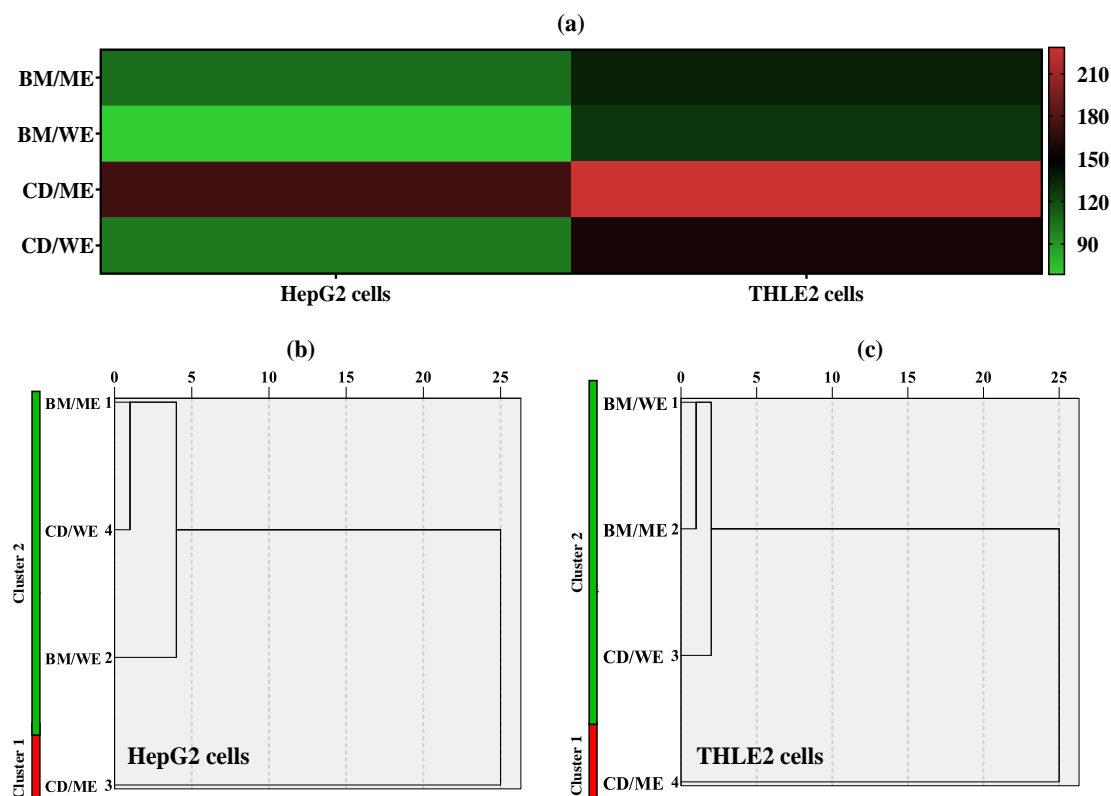 (a)
BM/ME
BM/WE
CD/ME
CD/WE
210
180
150
120
90
HepG2 cells THLE2 cells
(b)
0 5 10 15 20 25
BM/ME 1
CD/WE 4
BM/WE 2
CD/ME 3
Cluster 2
Cluster 1
HepG2 cells
(c)
0 5 10 15 20 25
BM/WE 1
BM/ME 2
CD/WE 3
CD/ME 4
Cluster 2
Cluster 1
THLE2 cells